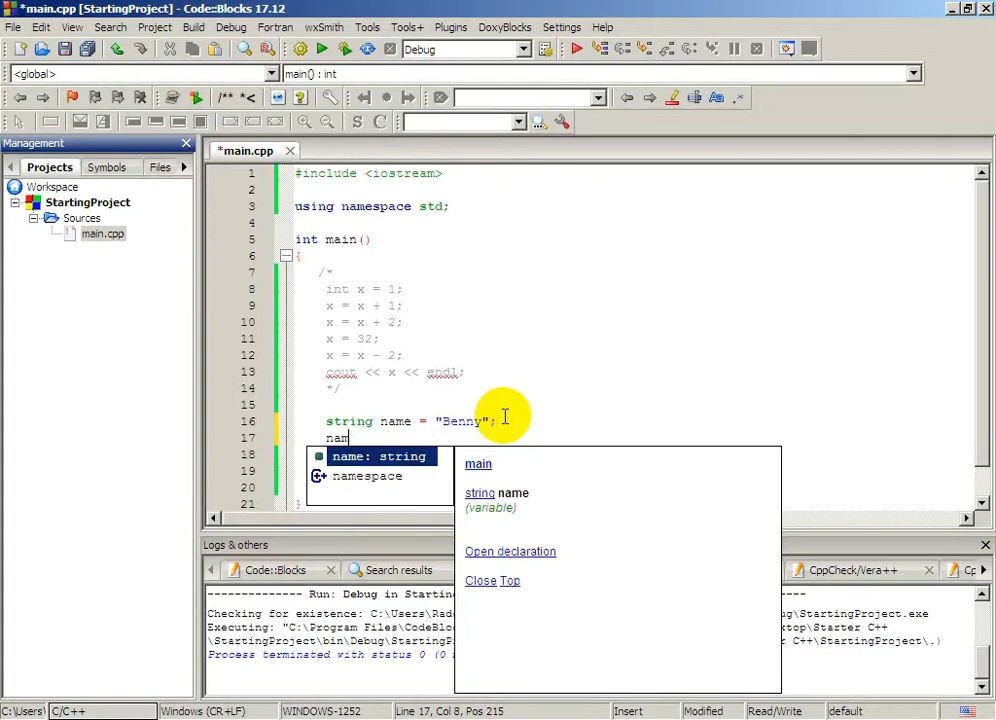 *main.cpp [StartingProject] - Code::Blocks 17.12
File Edit View Search Project Build Debug Fortran wxSmith Tools Tools+ Plugins DoxyBlocks Settings Help
Debug
<global> main() : int
/** *<
S C
Management
*main.cpp
Projects Symbols Files
Workspace
StartingProject
Sources
main.cpp
1 #include <iostream>
2
3 using namespace std;
4
5 int main()
6 {
7 /*
8 int x = 1;
9 x = x + 1;
10 x = x + 2;
11 x = 32;
12 x = x - 2;
13 cout << x << endl;
14 */
15
16 string name = "Benny";
17 nam
18
19
20
21 }
name: string
namespace
main
string name
(variable)
Open declaration
Close Top
Logs & others
Code::Blocks Search results CppCheck/Vera++ Cp
-------------- Run: Debug in Starting
Checking for existence: C:\Users\Rad ug\StartingProject.exe
Executing: "C:\Program Files\CodeBloc ktop\Starter C++
\StartingProject\bin\Debug\StartingP er C++\StartingProject\.)
Process terminated with status 0 (0
C:\Users\ C/C++ Windows (CR+LF) WINDOWS-1252 Line 17, Col 8, Pos 215 Insert Modified Read/Write default